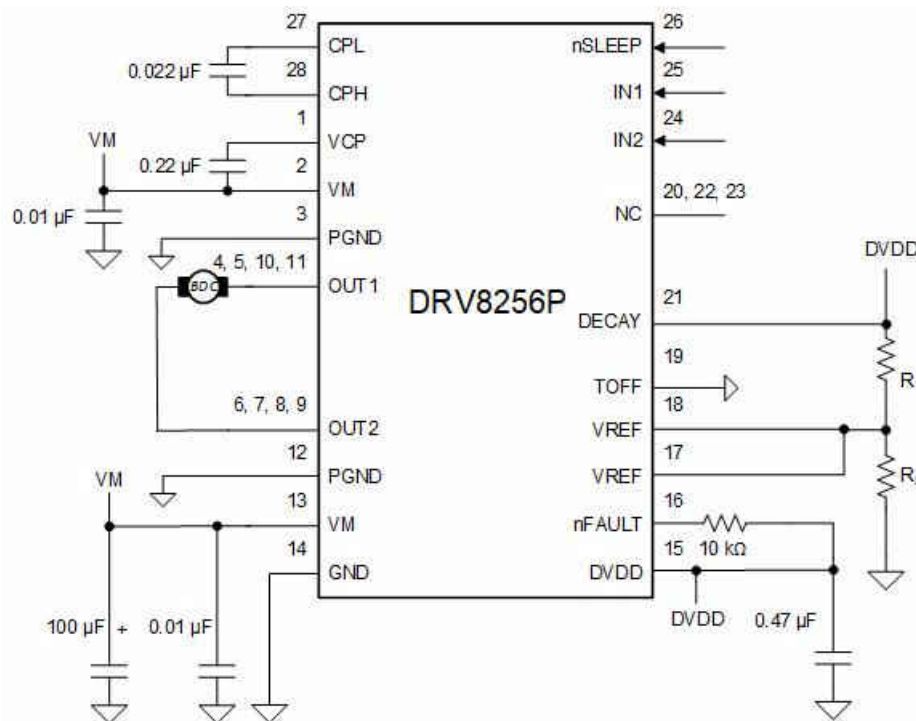 27
CPL
0.022 µF
28
CPH
1
VCP
VM
0.22 µF
2
VM
0.01 µF
3
PGND
4, 5, 10, 11
BDC
OUT1
6, 7, 8, 9
OUT2
12
PGND
VM
13
VM
14
GND
100 µF +
0.01 µF
DRV8256P
26
nSLEEP
25
IN1
24
IN2
20, 22, 23
NC
DVDD
21
DECAY
R
19
TOFF
18
VREF
17
VREF
R
16
nFAULT
10 kΩ
15
DVDD
DVDD
0.47 µF